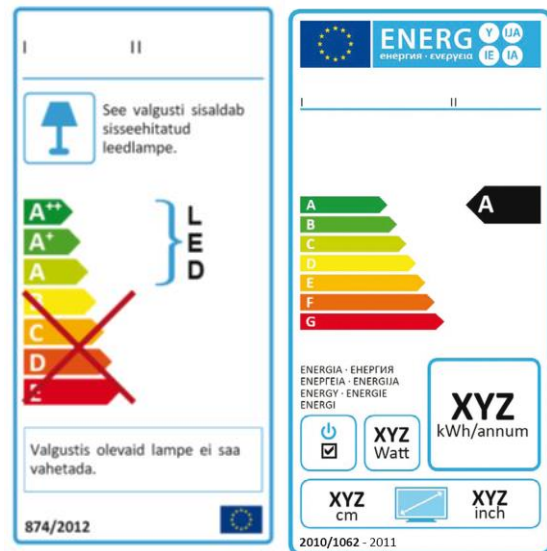 I II
See valgusti sisaldab
sisseehitatud
leedlampe.
A++
A+
A
B
C
D
E
L
E
D
Valgustis olevaid lampe ei saa
vahetada.
874/2012
ENERG
Y IJA
IE IA
енергия · ενεργεια
I II
A
A
B
C
D
E
F
G
ENERGIA · ЕНЕРГИЯ
ΕΝΕΡΓΕΙΑ · ENERGIJA
ENERGY · ENERGIE
ENERGI
XYZ
Watt
XYZ
kWh/annum
XYZ
cm
XYZ
inch
2010/1062 - 2011